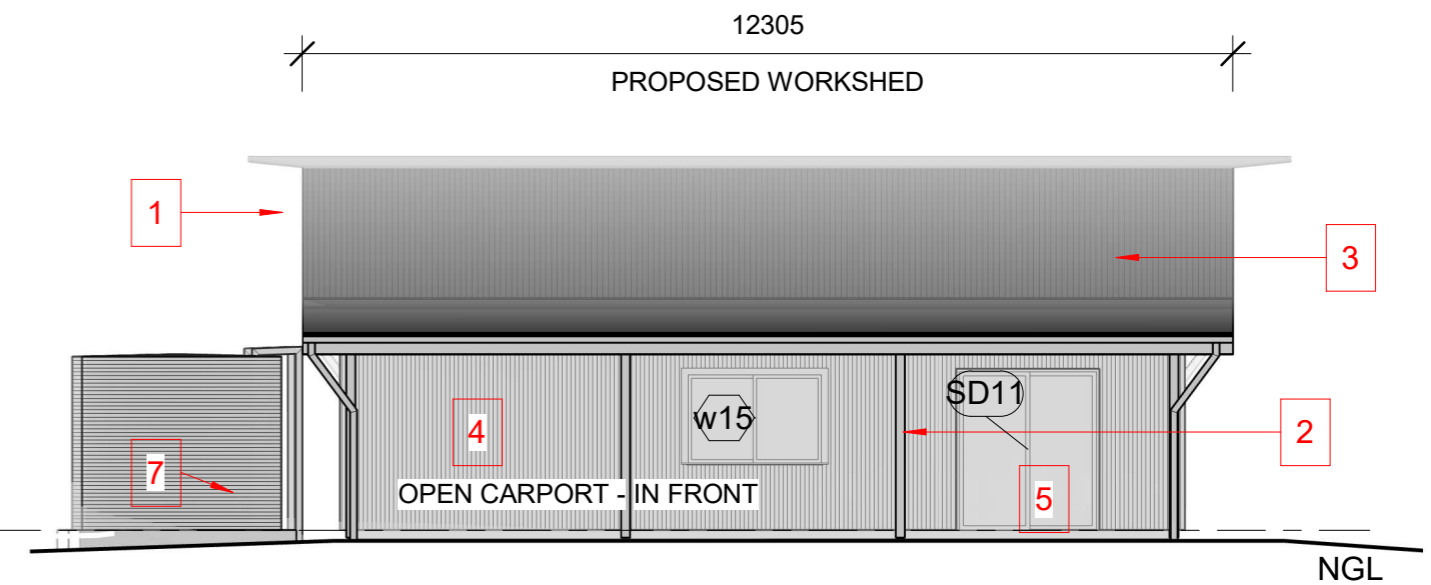 12305
PROPOSED WORKSHED
1
3
SD11
w15
4
2
7
5
OPEN CARPORT - IN FRONT
NGL